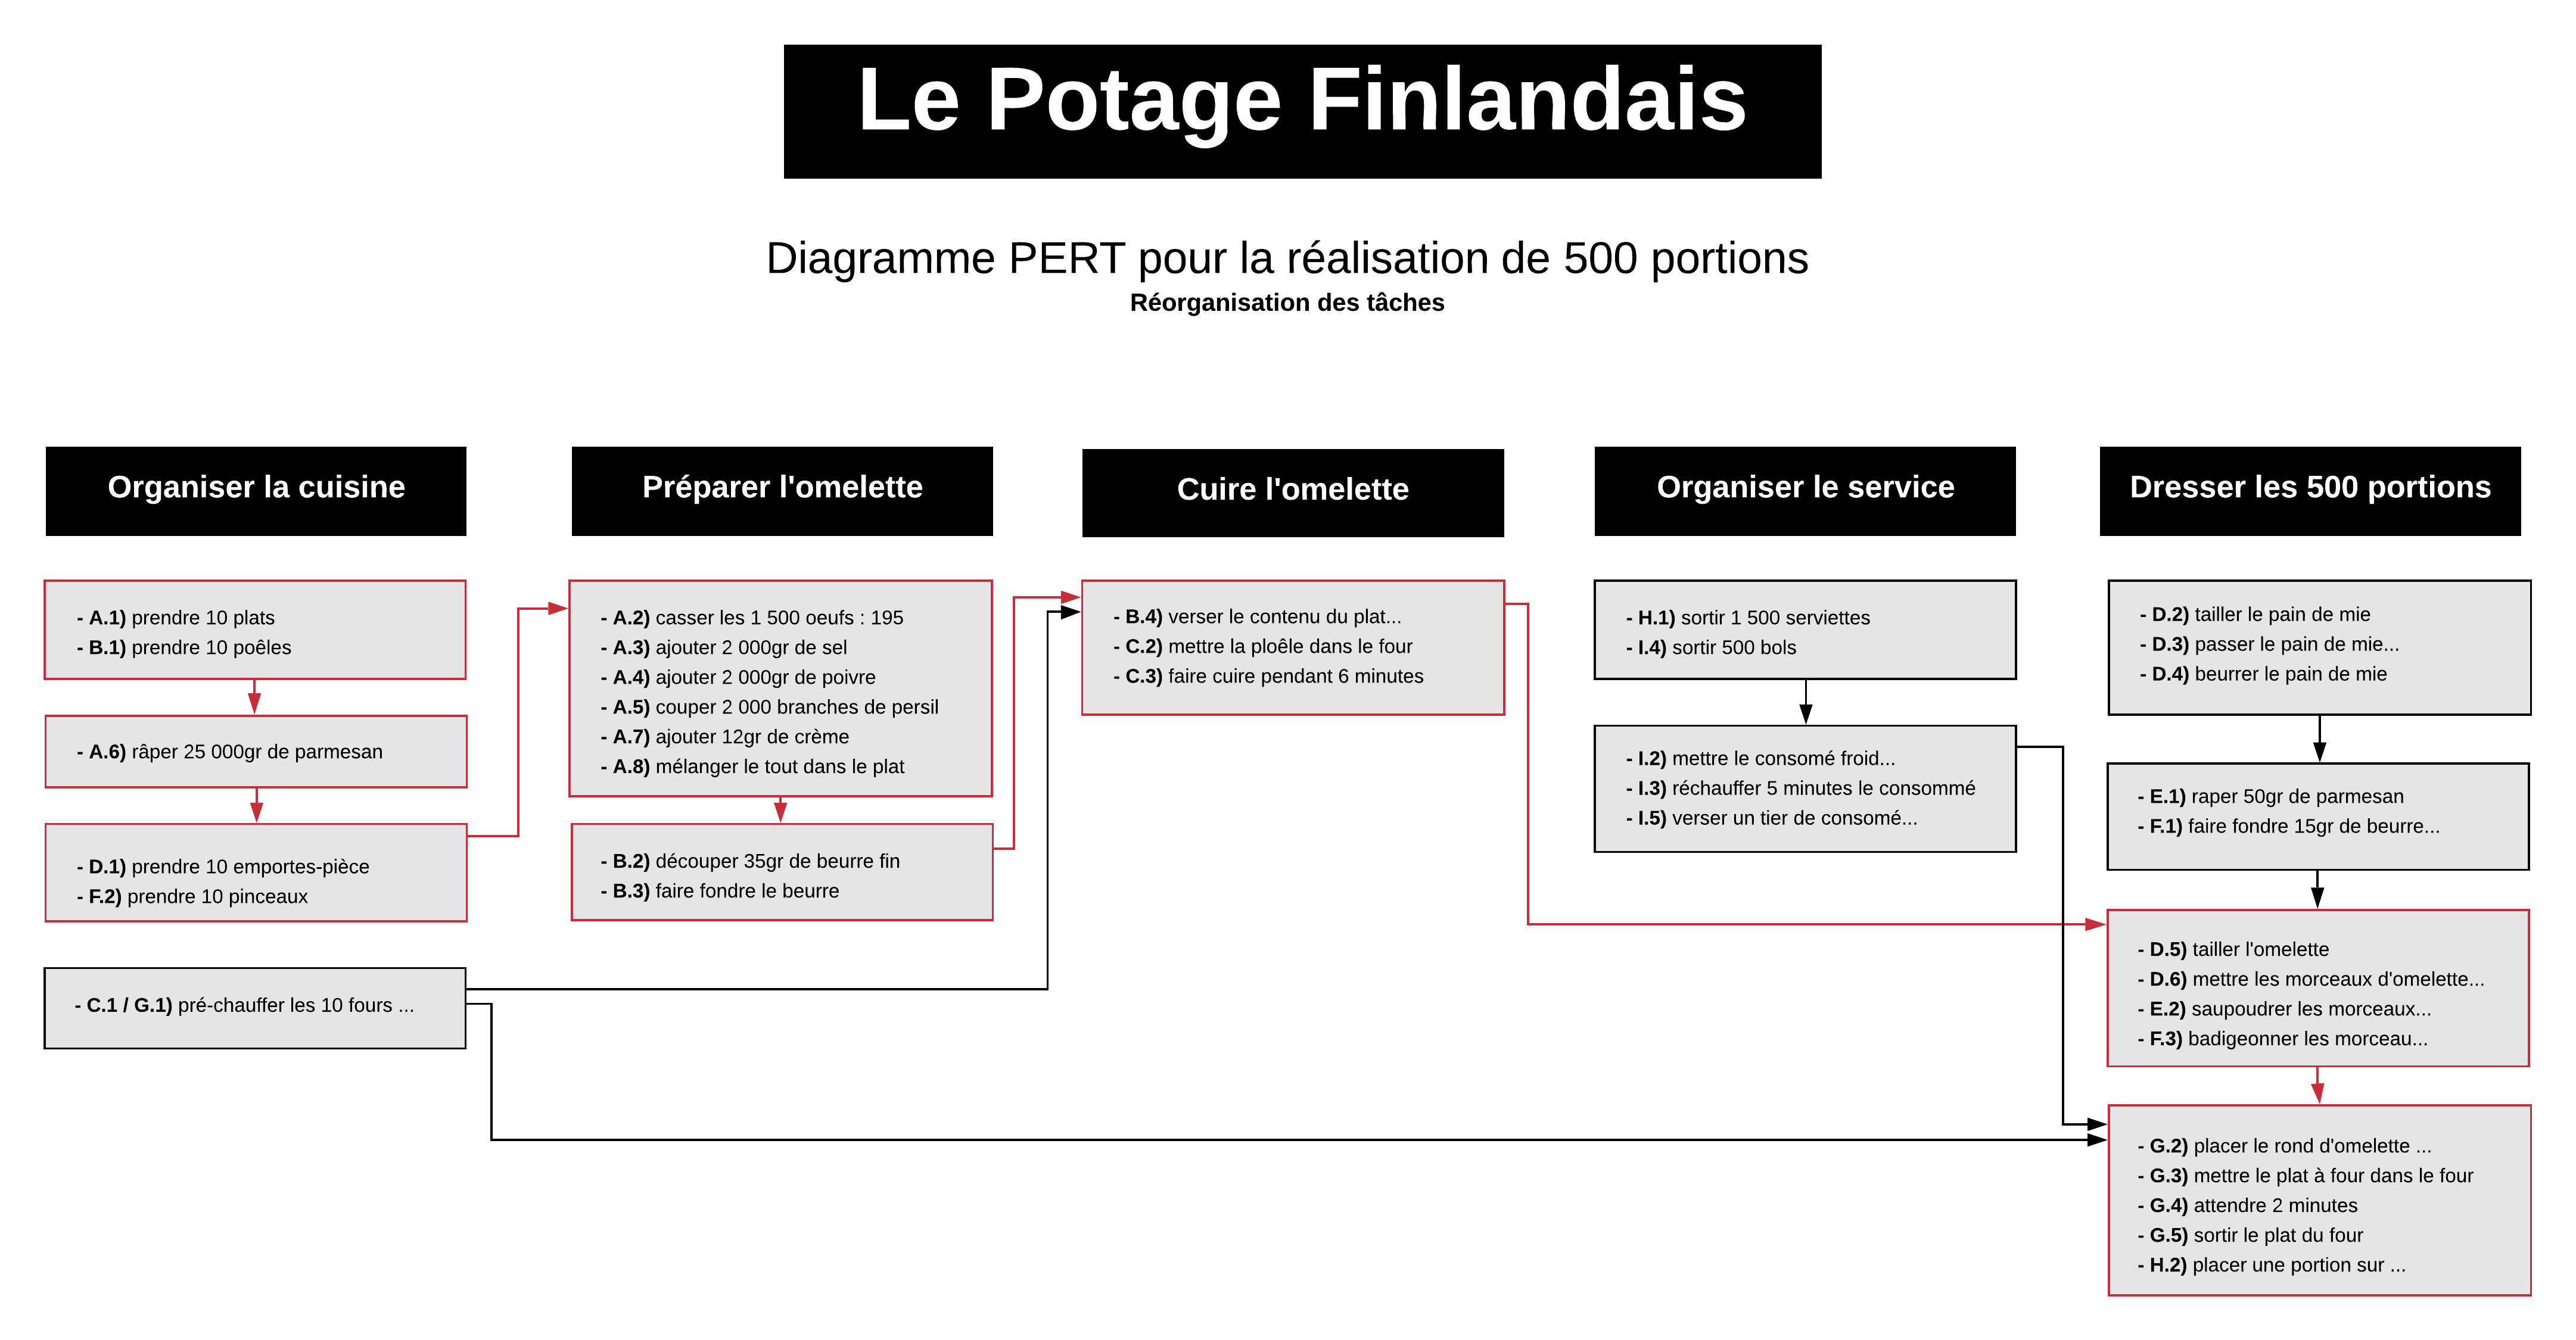 Le Potage Finlandais
Diagramme PERT pour la réalisation de 500 portions
Réorganisation des tâches
Organiser la cuisine
- A.1) prendre 10 plats
- B.1) prendre 10 poêles
- A.6) râper 25 000gr de parmesan
- D.1) prendre 10 emportes-pièce
- F.2) prendre 10 pinceaux
- C.1 / G.1) pré-chauffer les 10 fours ...
Préparer l'omelette
- A.2) casser les 1 500 oeufs : 195
- A.3) ajouter 2 000gr de sel
- A.4) ajouter 2 000gr de poivre
- A.5) couper 2 000 branches de persil
- A.7) ajouter 12gr de crème
- A.8) mélanger le tout dans le plat
- B.2) découper 35gr de beurre fin
- B.3) faire fondre le beurre
Cuire l'omelette
- B.4) verser le contenu du plat...
- C.2) mettre la ploêle dans le four
- C.3) faire cuire pendant 6 minutes
Organiser le service
- H.1) sortir 1 500 serviettes
- I.4) sortir 500 bols
- I.2) mettre le consomé froid...
- I.3) réchauffer 5 minutes le consommé
- I.5) verser un tier de consomé...
Dresser les 500 portions
- D.2) tailler le pain de mie
- D.3) passer le pain de mie...
- D.4) beurrer le pain de mie
- E.1) raper 50gr de parmesan
- F.1) faire fondre 15gr de beurre...
- D.5) tailler l'omelette
- D.6) mettre les morceaux d'omelette...
- E.2) saupoudrer les morceaux...
- F.3) badigeonner les morceau...
- G.2) placer le rond d'omelette ...
- G.3) mettre le plat à four dans le four
- G.4) attendre 2 minutes
- G.5) sortir le plat du four
- H.2) placer une portion sur ...